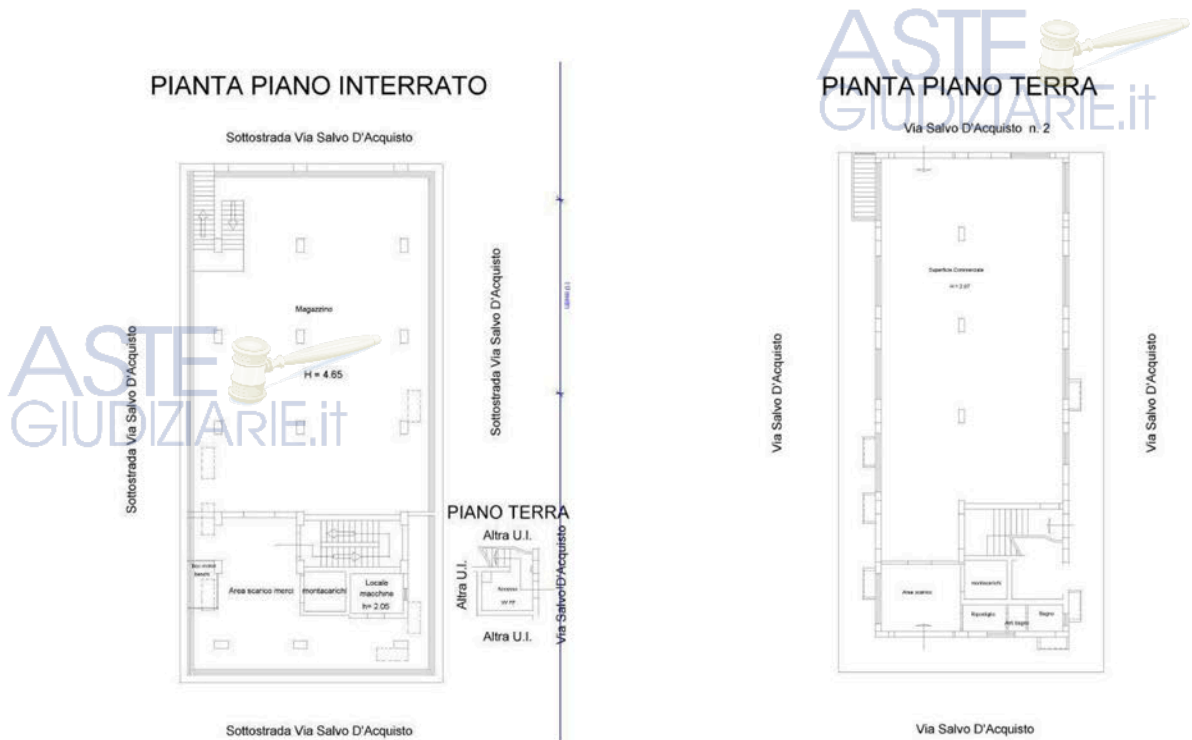 PIANTA PIANO INTERRATO
Sottostrada Via Salvo D'Acquisto
Sottostrada Via Salvo D'Acquisto
Magazzino
H = 4.65
Sottostrada Via Salvo D'Acquisto
ASTE
GIUDIZIARIE.it
Area scarico merci
montacarichi
Locale
macchine
h= 2.05
Sottostrada Via Salvo D'Acquisto
PIANO TERRA
Altra U.I.
Altra U.I.
Altra U.I.
Via Salvo D'Acquisto
ASTE
GIUDIZIARIE.it
PIANTA PIANO TERRA
Via Salvo D'Acquisto n. 2
Via Salvo D'Acquisto
Superficie Commerciale
Via Salvo D'Acquisto
Area scarico
montacarichi
Ripostiglio
Anti bagno
Bagno
Via Salvo D'Acquisto